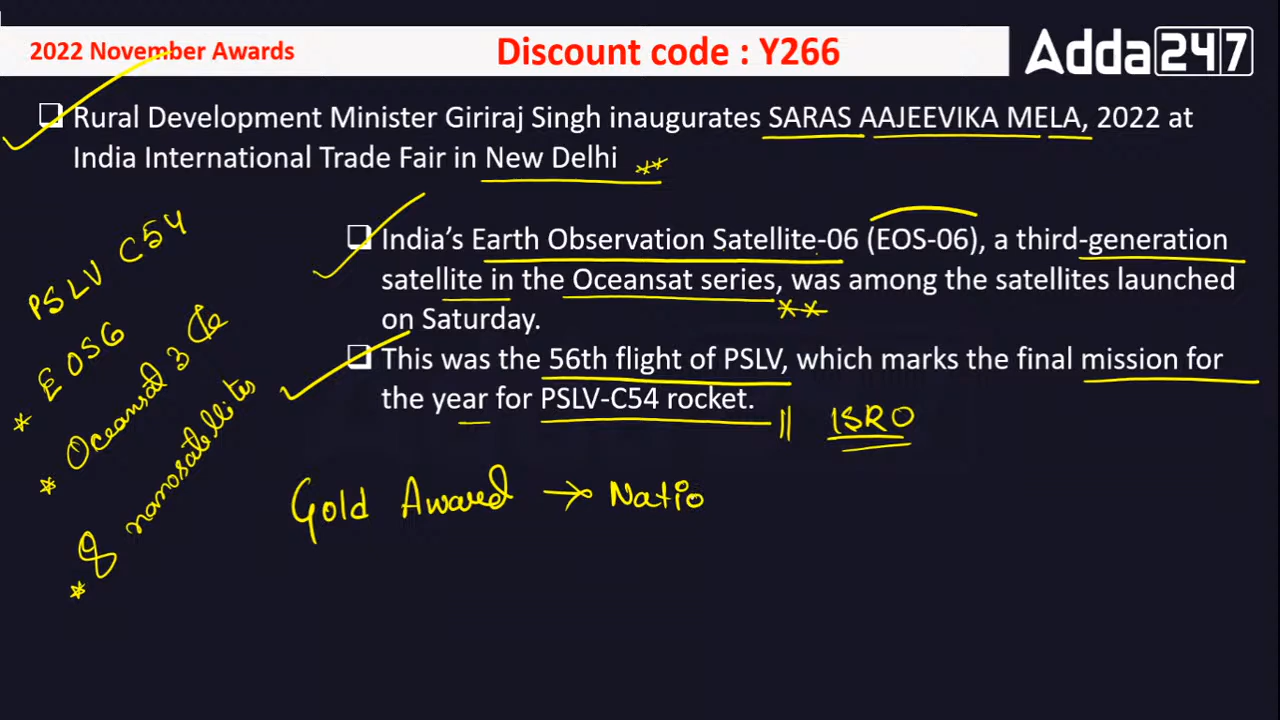 2022 November Awards
Discount code : Y266
Adda247
Rural Development Minister Giriraj Singh inaugurates SARAS AAJEEVIKA MELA, 2022 at
India International Trade Fair in New Delhi
India's Earth Observation Satellite-06 (EOS-06), a third-generation
satellite in the Oceansat series, was among the satellites launched
on Saturday.
This was the 56th flight of PSLV, which marks the final mission for
the year for PSLV-C54 rocket.
ISRO
PSLV C54
* EOS6
* Oceansat 3
* 8 nanosatellites
Gold Award → Natio